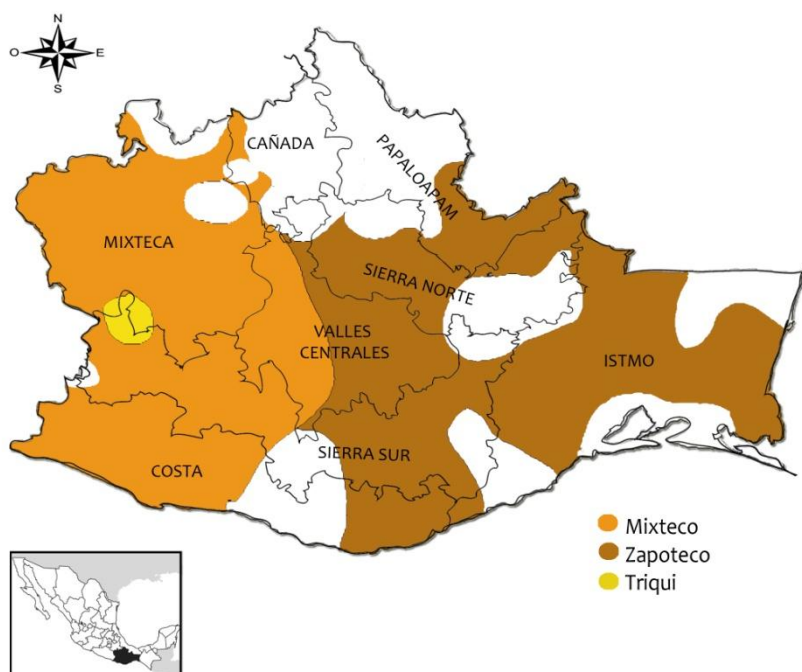 N
O
E
S
CAÑADA
PAPALOAPAM
MIXTECA
SIERRA NORTE
VALLES
CENTRALES
ISTMO
COSTA
SIERRA SUR
Mixteco
Zapoteco
Triqui